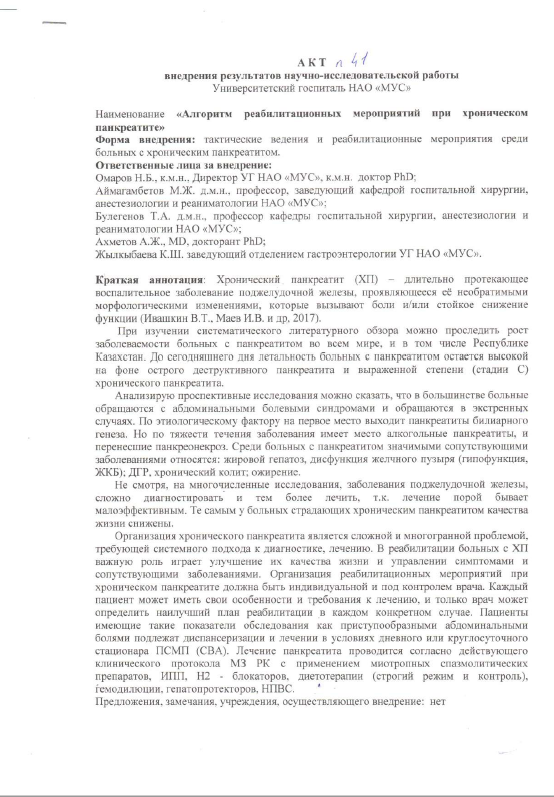 АКТ п 41
внедрения результатов научно-исследовательской работы
Университетский госпиталь НАО «МУС»
Наименование «Алгоритм реабилитационных мероприятий при хроническом
панкреатите»
Форма внедрения: тактические ведения и реабилитационные мероприятия среди
больных с хроническим панкреатитом.
Ответственные лица за внедрение:
Омаров Н.Б., к.м.н., Директор УГ НАО «МУС», к.м.н. доктор PhD;
Аймагамбетов М.Ж. д.м.н., профессор, заведующий кафедрой госпитальной хирургии,
анестезиологии и реаниматологии НАО «МУС»;
Булегенов Т.А. д.м.н., профессор кафедры госпитальной хирургии, анестезиологии и
реаниматологии НАО «МУС»;
Ахметов А.Ж., MD, докторант PhD;
Жылкыбаева К.Ш. заведующий отделением гастроэнтерологии УГ НАО «МУС».
Краткая аннотация: Хронический панкреатит (ХП) – длительно протекающее
воспалительное заболевание поджелудочной железы, проявляющееся её необратимыми
морфологическими изменениями, которые вызывают боли и/или стойкое снижение
функции (Ивашкин В.Т., Маев И.В. и др, 2017).
При изучении систематического литературного обзора можно проследить рост
заболеваемости больных с панкреатитом во всем мире, и в том числе Республике
Казахстан. До сегодняшнего дня летальность больных с панкреатитом остается высокой
на фоне острого деструктивного панкреатита и выраженной степени (стадии С)
хронического панкреатита.
Анализирую проспективные исследования можно сказать, что в большинстве больные
обращаются с абдоминальными болевыми синдромами и обращаются в экстренных
случаях. По этиологическому фактору на первое место выходит панкреатиты билиарного
генеза. Но по тяжести течения заболевания имеет место алкогольные панкреатиты, и
перенесшие панкреонекроз. Среди больных с панкреатитом значимыми сопутствующими
заболеваниями относятся: жировой гепатоз, дисфункция желчного пузыря (гипофункция,
ЖКБ); ДГР, хронический колит; ожирение.
Не смотря, на многочисленные исследования, заболевания поджелудочной железы,
сложно диагностировать и тем более лечить, т.к. лечение порой бывает
малоэффективным. Те самым у больных страдающих хроническим панкреатитом качества
жизни снижены.
Организация хронического панкреатита является сложной и многогранной проблемой,
требующей системного подхода к диагностике, лечению. В реабилитации больных с ХП
важную роль играет улучшение их качества жизни и управлении симптомами и
сопутствующими заболеваниями. Организация реабилитационных мероприятий при
хроническом панкреатите должна быть индивидуальной и под контролем врача. Каждый
пациент может иметь свои особенности и требования к лечению, и только врач может
определить наилучший план реабилитации в каждом конкретном случае. Пациенты
имеющие такие показатели обследования как приступообразными абдоминальными
болями подлежат диспансеризации и лечении в условиях дневного или круглосуточного
стационара ПСМП (СВА). Лечение панкреатита проводится согласно действующего
клинического протокола МЗ РК с применением миотропных спазмолитических
препаратов, ИПП, Н2 - блокаторов, диетотерапии (строгий режим и контроль),
гемодилюции, гепатопротекторов, НПВС.
Предложения, замечания, учреждения, осуществляющего внедрение: нет